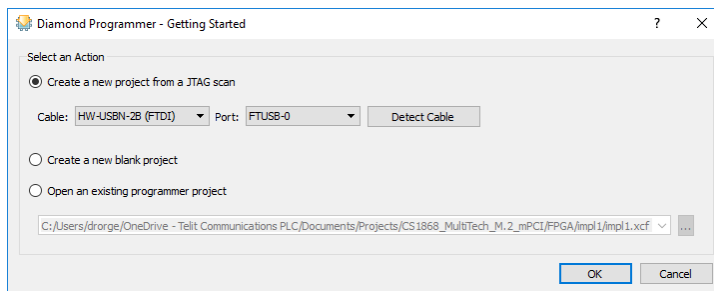 Diamond Programmer - Getting Started
Select an Action
Create a new project from a JTAG scan
Cable: HW-USBN-2B (FTDI) Port: FTUSB-0 Detect Cable
Create a new blank project
Open an existing programmer project
C:/Users/drorge/OneDrive - Telit Communications PLC/Documents/Projects/CS1868_MultiTech_M.2_mPCI/FPGA/impl1/impl1.xcf ...
OK Cancel